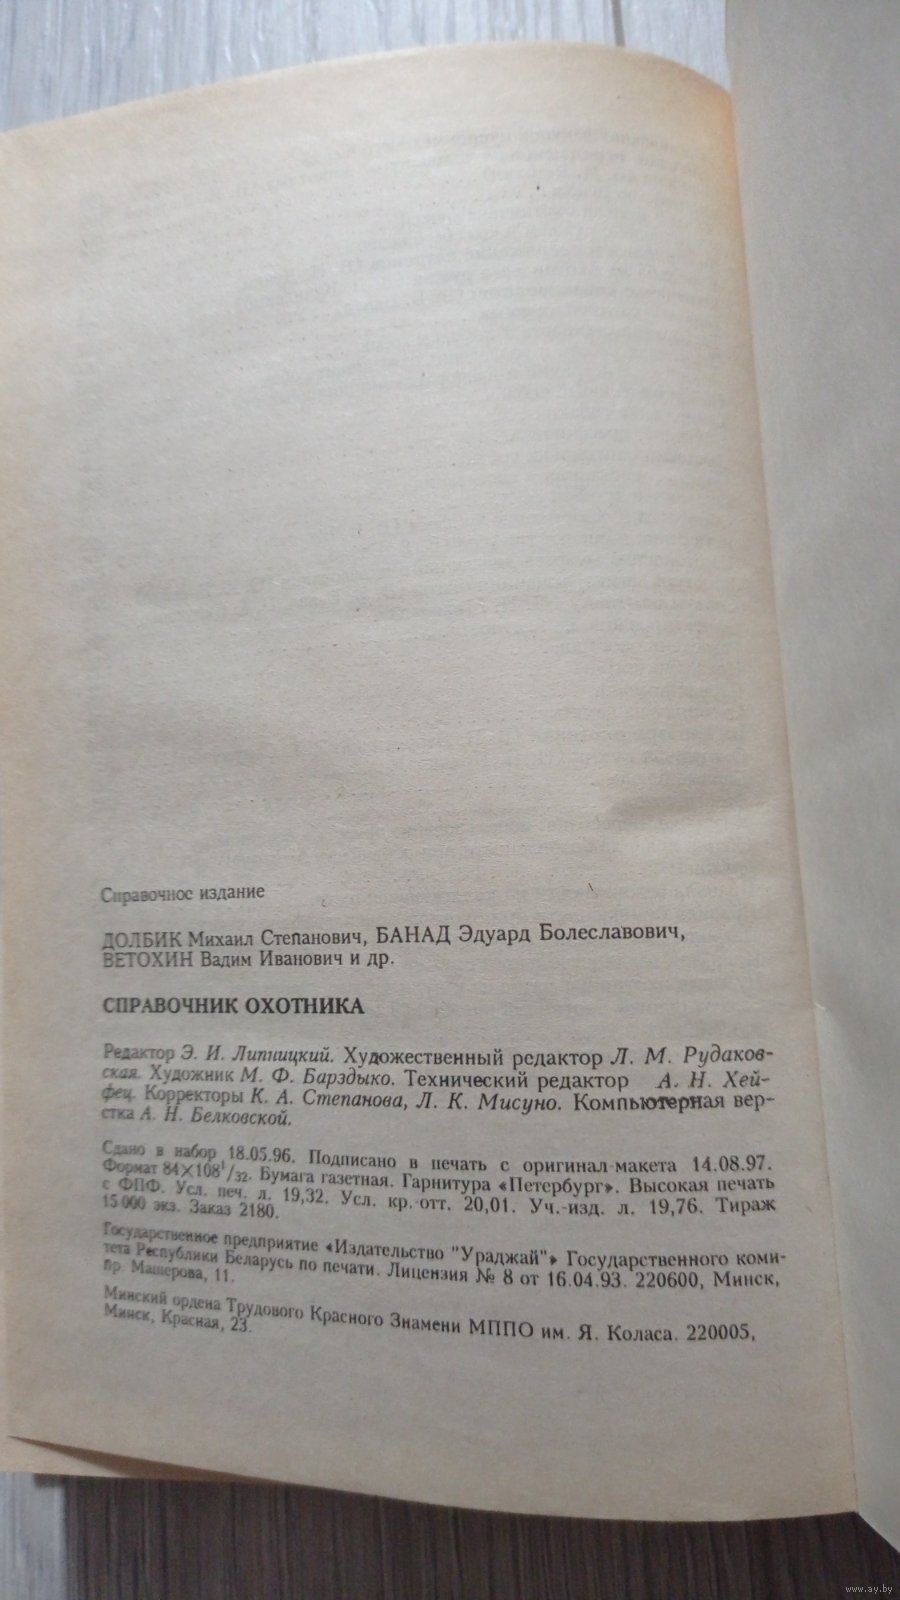 Справочное издание
ДОЛБИК Михаил Степанович, БАНАД Эдуард Болеславович,
ВЕТОХИН Вадим Иванович и др.
СПРАВОЧНИК ОХОТНИКА
Редактор Э. И. Липницкий. Художественный редактор Л. М. Рудаков-
ская. Художник М. Ф. Барздыко. Технический редактор А. Н. Хей-
фец. Корректоры К. А. Степанова, Л. К. Мисуно. Компьютерная вер-
стка А. Н. Белковской.
Сдано в набор 18.05.96. Подписано в печать с оригинал-макета 14.08.97.
Формат 84×108¹/₃₂. Бумага газетная. Гарнитура «Петербург». Высокая печать
с ФПФ. Усл. печ. л. 19,32. Усл. кр.-отт. 20,01. Уч.-изд. л. 19,76. Тираж
15 000 экз. Заказ 2180.
Государственное предприятие «Издательство "Ураджай"» Государственного коми-
тета Республики Беларусь по печати. Лицензия № 8 от 16.04.93. 220600, Минск,
пр. Машерова, 11.
Минский ордена Трудового Красного Знамени МППО им. Я. Коласа. 220005,
Минск, Красная, 23.
www.ay.by